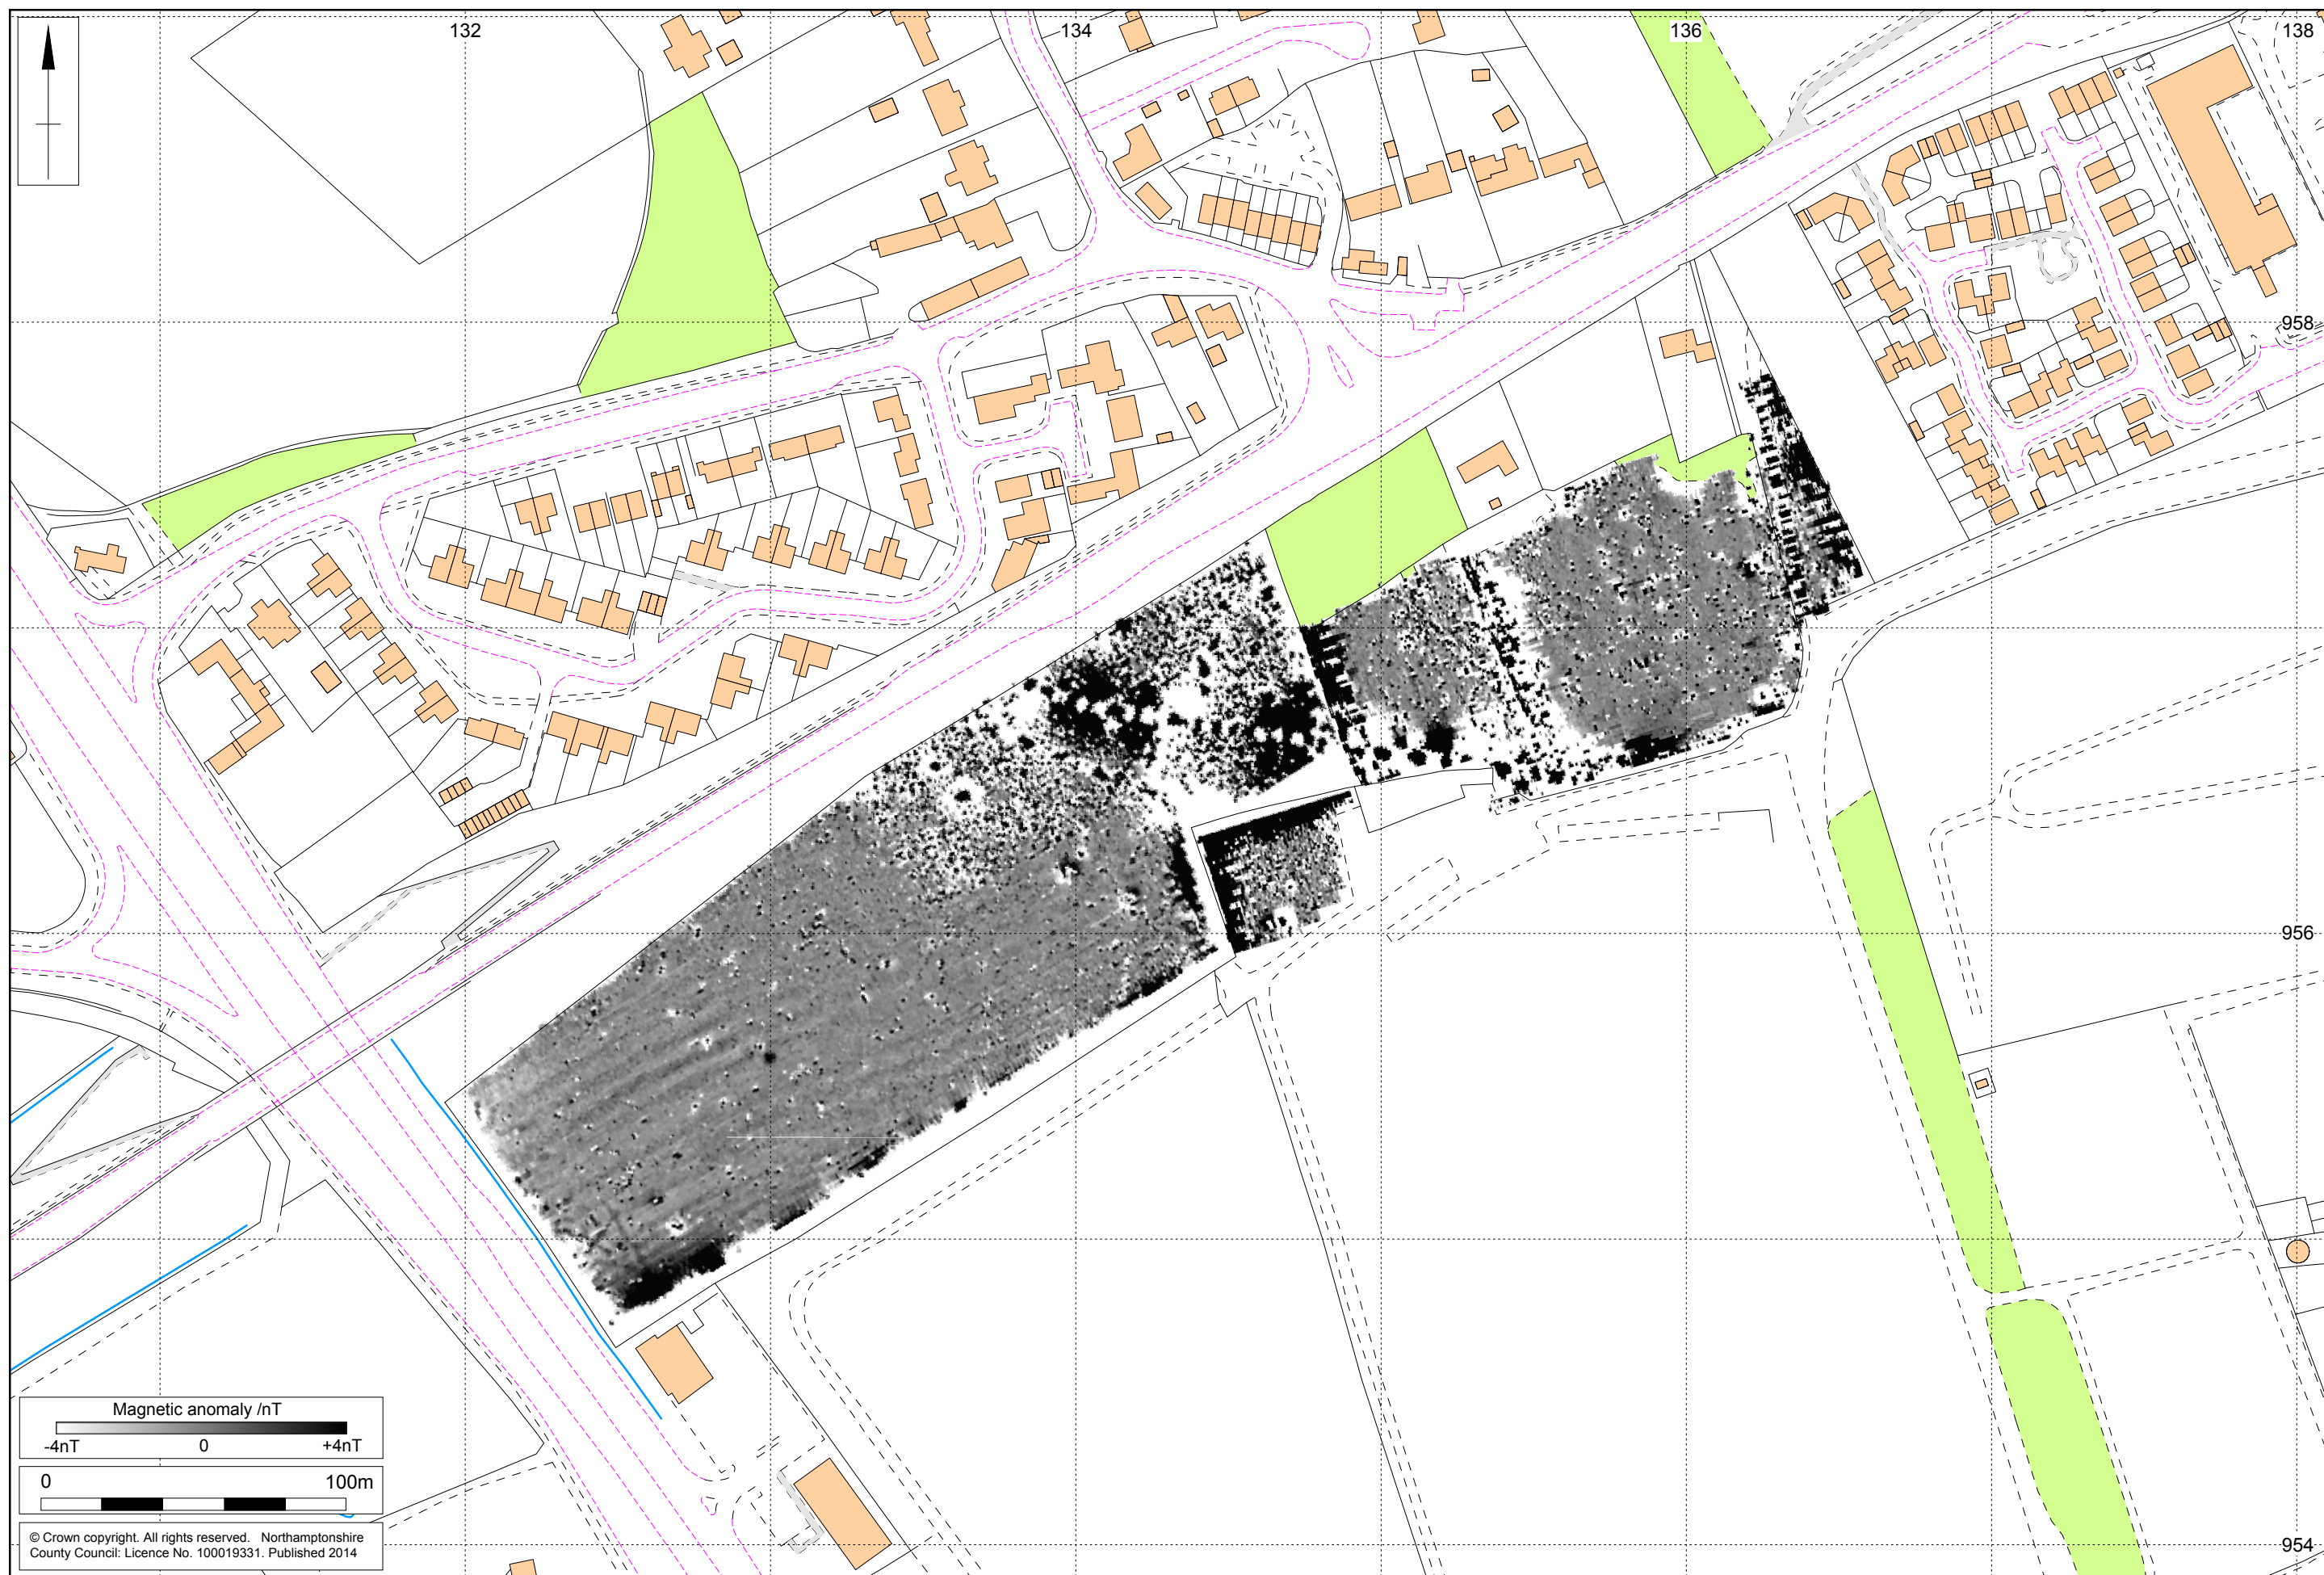 132
134
136
138
958
956
954
Magnetic anomaly /nT
-4nT 0 +4nT
0 100m
© Crown copyright. All rights reserved. Northamptonshire
County Council: Licence No. 100019331. Published 2014